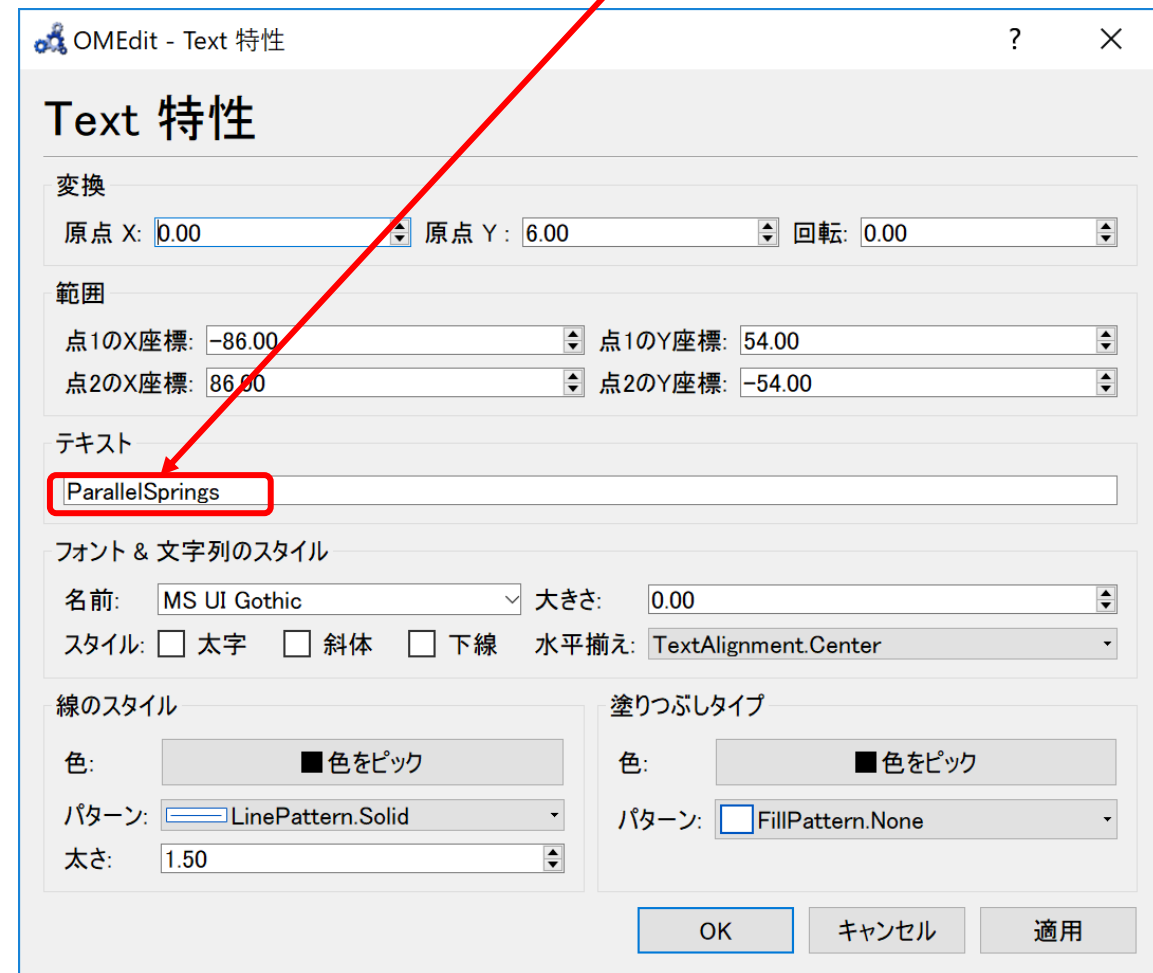 OMEdit - Text 特性 ?
Text 特性
変換
原点 X: 0.00 原点 Y : 6.00 回転: 0.00
範囲
点1のX座標: -86.00 点1のY座標: 54.00
点2のX座標: 86.00 点2のY座標: -54.00
テキスト
ParallelSprings
フォント & 文字列のスタイル
名前: MS UI Gothic 大きさ: 0.00
スタイル: 太字 斜体 下線 水平揃え: TextAlignment.Center
線のスタイル 塗りつぶしタイプ
色: 色をピック 色: 色をピック
パターン: LinePattern.Solid パターン: FillPattern.None
太さ: 1.50
OK キャンセル 適用